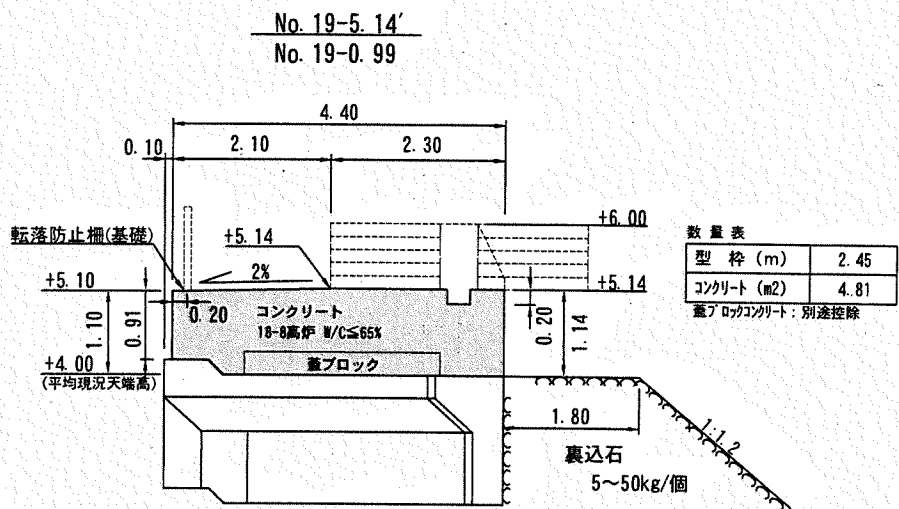 No. 19-5. 14′
No. 19-0. 99
4. 40
0. 10
2. 10
2. 30
+6. 00
転落防止柵(基礎)
+5. 14
2%
+5. 10
+5. 14
0. 20
コンクリート
18-8高炉 W/C≦65%
1. 10
0. 91
0. 20
1. 14
蓋ブロック
+4. 00
(平均現況天端高)
1. 80
1:1. 2
裏込石
5～50kg/個
数 量 表
型 枠 (m) 2. 45
コンクリート (m2) 4. 81
蓋ブロックコンクリート : 別途控除